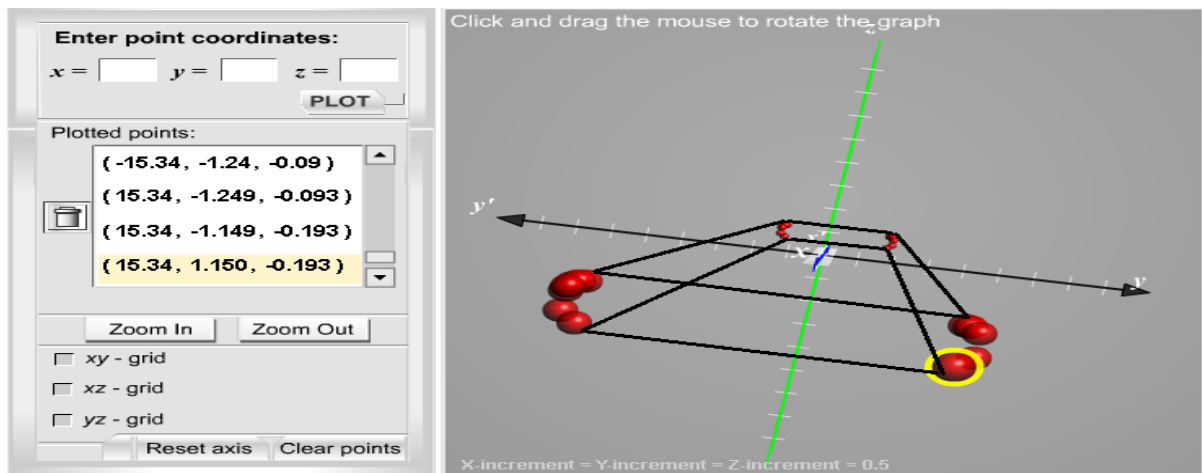 Enter point coordinates:
x = y = z =
PLOT
Plotted points:
( -15.34, -1.24, -0.09 )
( 15.34, -1.249, -0.093 )
( 15.34, -1.149, -0.193 )
( 15.34, 1.150, -0.193 )
Zoom In Zoom Out
xy - grid
xz - grid
yz - grid
Reset axis Clear points
Click and drag the mouse to rotate the graph
z
y'
x'
x
y
X-increment = Y-increment = Z-increment = 0.5